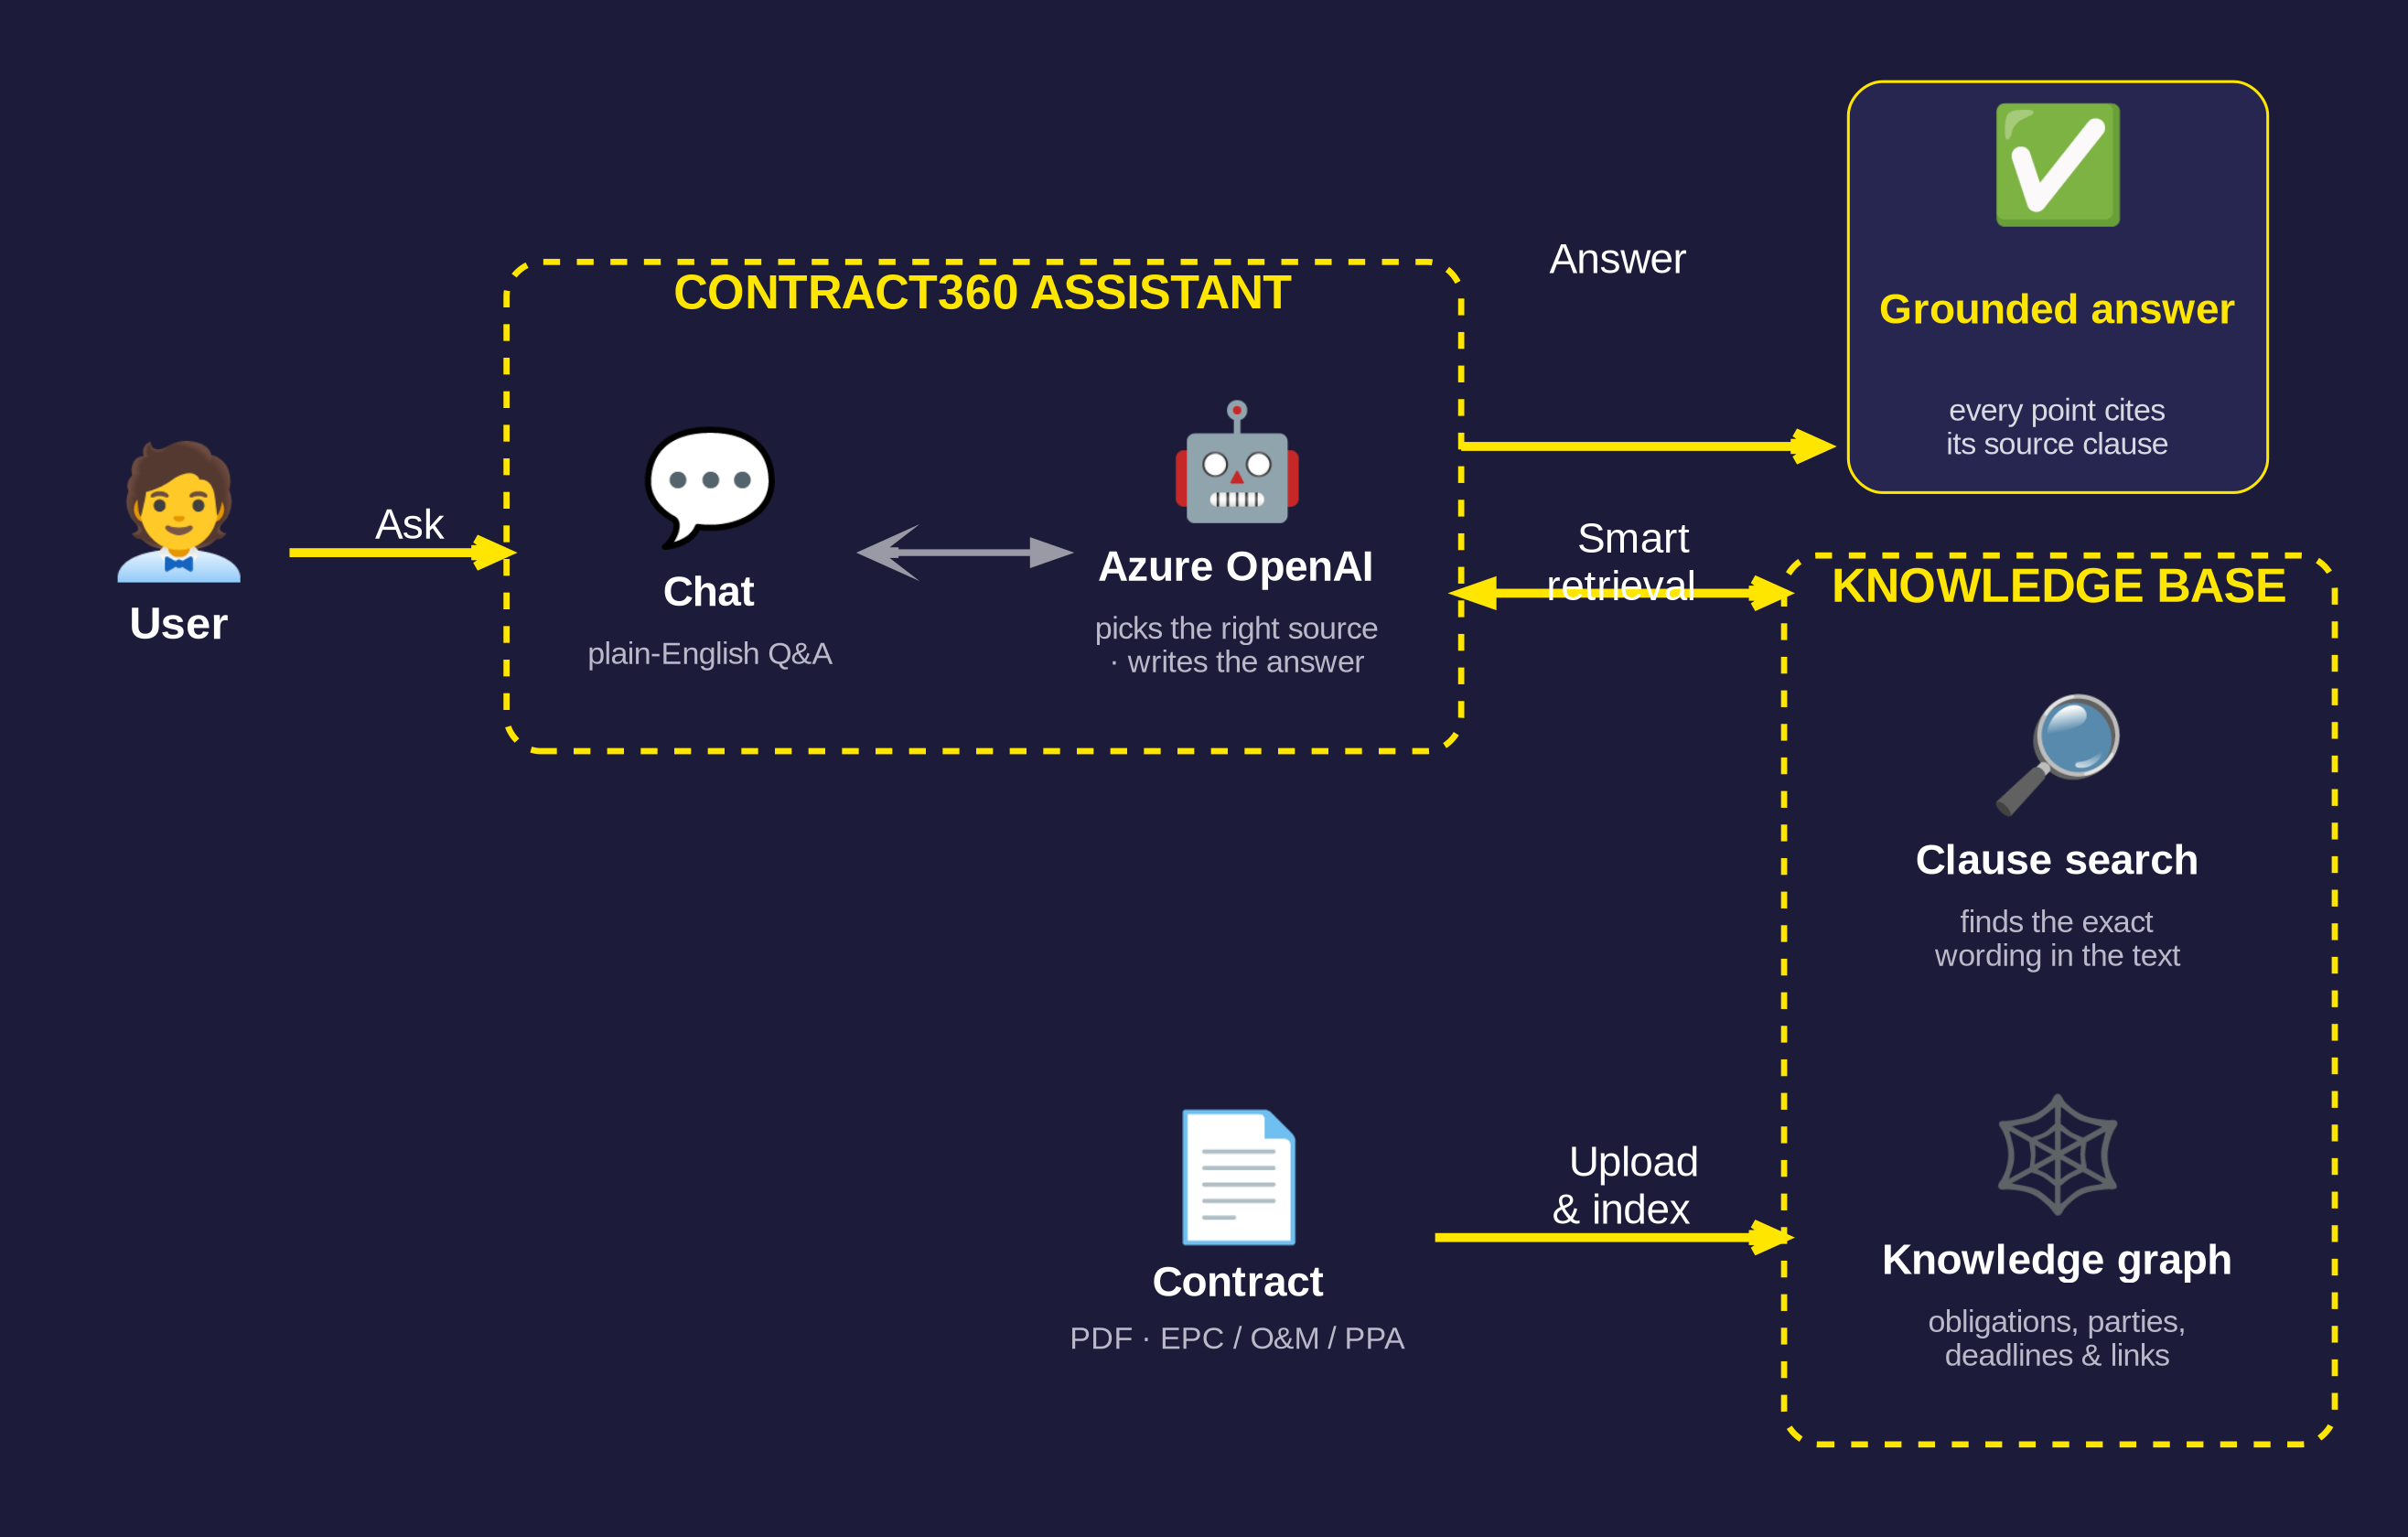 Answer
Grounded answer
every point cites
its source clause
CONTRACT360 ASSISTANT
Ask
User
Chat
plain-English Q&A
Azure OpenAI
picks the right source
· writes the answer
Smart
retrieval
KNOWLEDGE BASE
Clause search
finds the exact
wording in the text
Contract
PDF · EPC / O&M / PPA
Upload
& index
Knowledge graph
obligations, parties,
deadlines & links